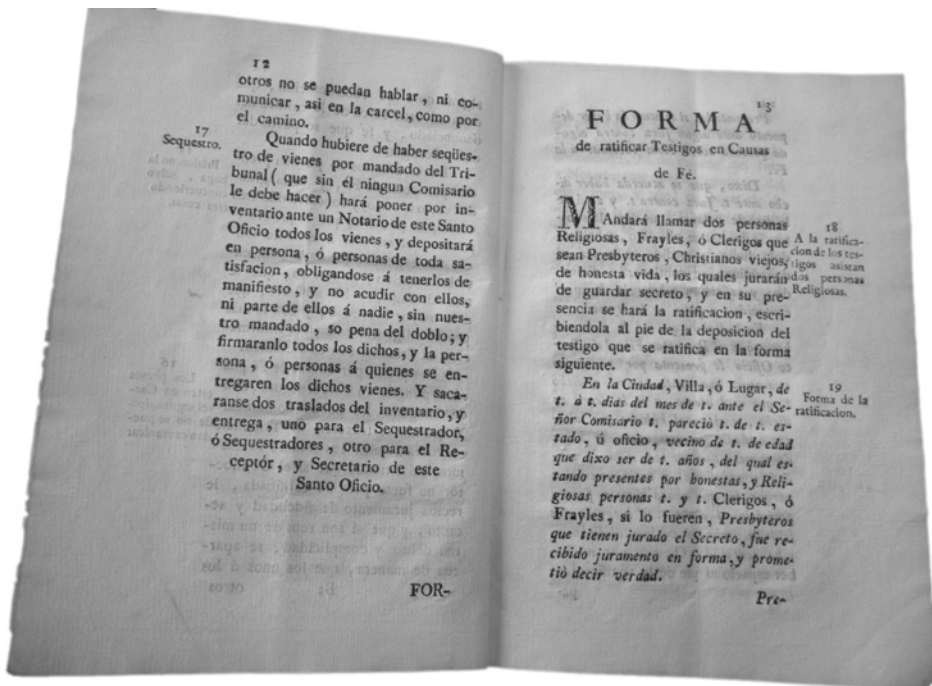 12
otros no se puedan hablar, ni co-
municar, asi en la carcel, como por
el camino.
17
Sequestro.
Quando hubiere de haber seqües-
tro de vienes por mandado del Tri-
bunal (que sin él ningun Comisario
le debe hacer) hará poner por in-
ventario ante un Notario de este Santo
Oficio todos los vienes, y depositará
en persona, ó personas de toda sa-
tisfacion, obligandose á tenerlos de
manifiesto, y no acudir con ellos,
ni parte de ellos á nadie, sin nues-
tro mandado, so pena del doblo; y
firmaranlo todos los dichos, y la per-
sona, ó personas á quienes se en-
tregaren los dichos vienes. Y saca-
ranse dos traslados del inventario, y
entrega, uno para el Sequestrador,
ó Sequestradores, otro para el Re-
ceptór, y Secretario de este
Santo Oficio.
FOR-
13
FORMA
de ratificar Testigos en Causas
de Fé.
MAndará llamar dos personas
Religiosas, Frayles, ó Clerigos que
sean Presbyteros, Christianos viejos,
de honesta vida, los quales jurarán
de guardar secreto, y en su pre-
sencia se hará la ratificacion, escri-
biendola al pie de la deposicion del
testigo que se ratifica en la forma
siguiente.
18
A la ratifica-
cion de los tes-
tigos asistan
dos personas
Religiosas.
En la Ciudad, Villa, ó Lugar, de
t. à t. dias del mes de t. ante el Se-
ñor Comisario t. pareciò t. de t. es-
tado, ú oficio, vecino de t. de edad
que dixo ser de t. años, del qual es-
tando presentes por honestas, y Reli-
giosas personas t. y t. Clerigos, ó
Frayles, si lo fueren, Presbyteros
que tienen jurado el Secreto, fue re-
cibido juramento en forma, y prome-
tiò decir verdad.
19
Forma de la
ratificacion.
Pre-